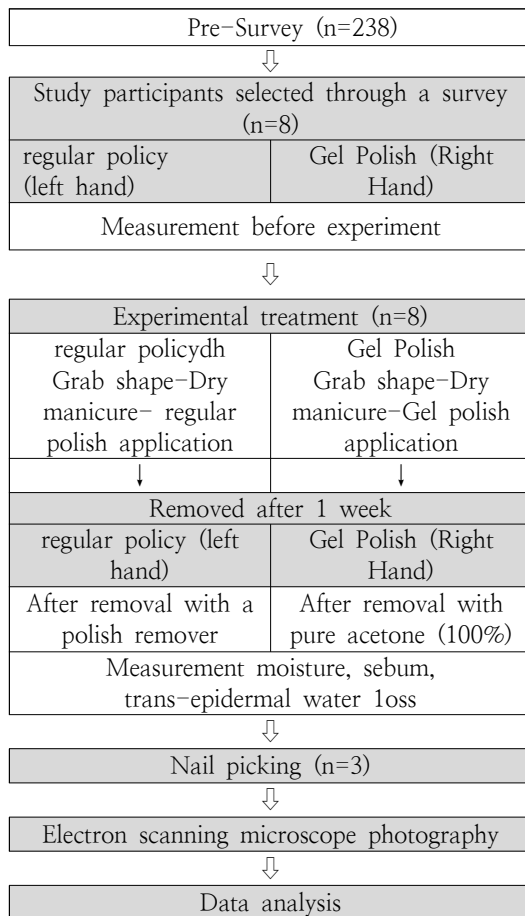 Pre-Survey (n=238)
Study participants selected through a survey
(n=8)
regular policy
(left hand)
Gel Polish (Right
Hand)
Measurement before experiment
Experimental treatment (n=8)
regular policydh
Grab shape-Dry
manicure- regular
polish application
Gel Polish
Grab shape-Dry
manicure-Gel polish
application
Removed after 1 week
regular policy (left
hand)
Gel Polish (Right
Hand)
After removal with a
polish remover
After removal with
pure acetone (100%)
Measurement moisture, sebum,
trans-epidermal water 1oss
Nail picking (n=3)
Electron scanning microscope photography
Data analysis